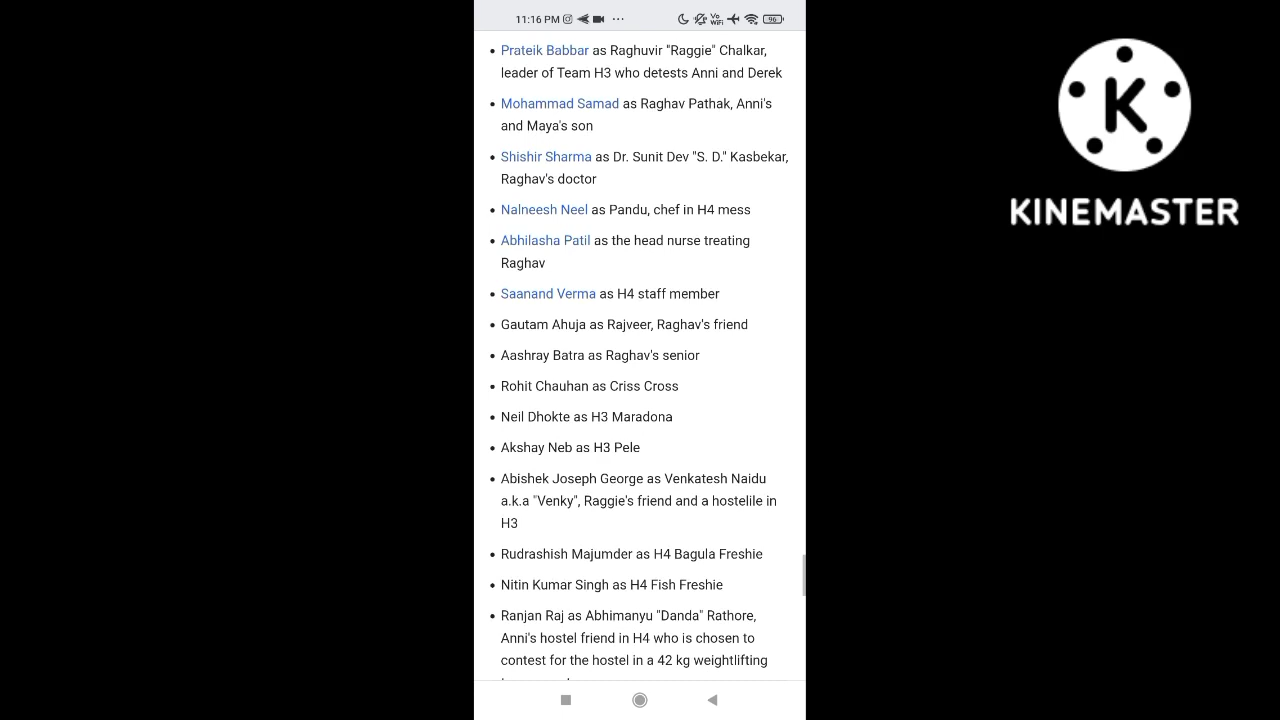 11:16 PM
Vo
WiFi
96
Prateik Babbar as Raghuvir "Raggie" Chalkar,
leader of Team H3 who detests Anni and Derek
Mohammad Samad as Raghav Pathak, Anni's
and Maya's son
Shishir Sharma as Dr. Sunit Dev "S. D." Kasbekar,
Raghav's doctor
Nalneesh Neel as Pandu, chef in H4 mess
Abhilasha Patil as the head nurse treating
Raghav
Saanand Verma as H4 staff member
Gautam Ahuja as Rajveer, Raghav's friend
Aashray Batra as Raghav's senior
Rohit Chauhan as Criss Cross
Neil Dhokte as H3 Maradona
Akshay Neb as H3 Pele
Abishek Joseph George as Venkatesh Naidu
a.k.a "Venky", Raggie's friend and a hostelile in
H3
Rudrashish Majumder as H4 Bagula Freshie
Nitin Kumar Singh as H4 Fish Freshie
Ranjan Raj as Abhimanyu "Danda" Rathore,
Anni's hostel friend in H4 who is chosen to
contest for the hostel in a 42 kg weightlifting
K
KINEMASTER